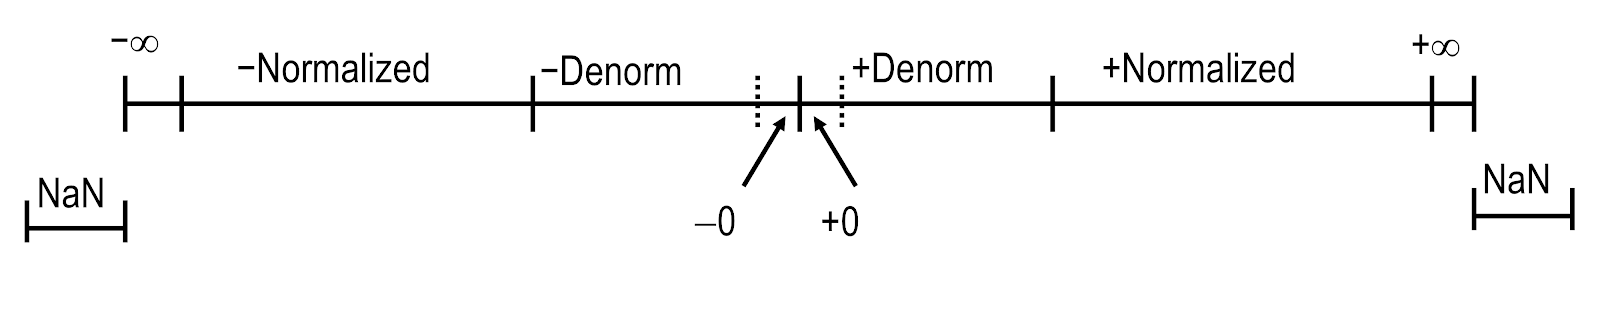 −∞
+∞
−Normalized
−Denorm
+Denorm
+Normalized
NaN
NaN
−0
+0